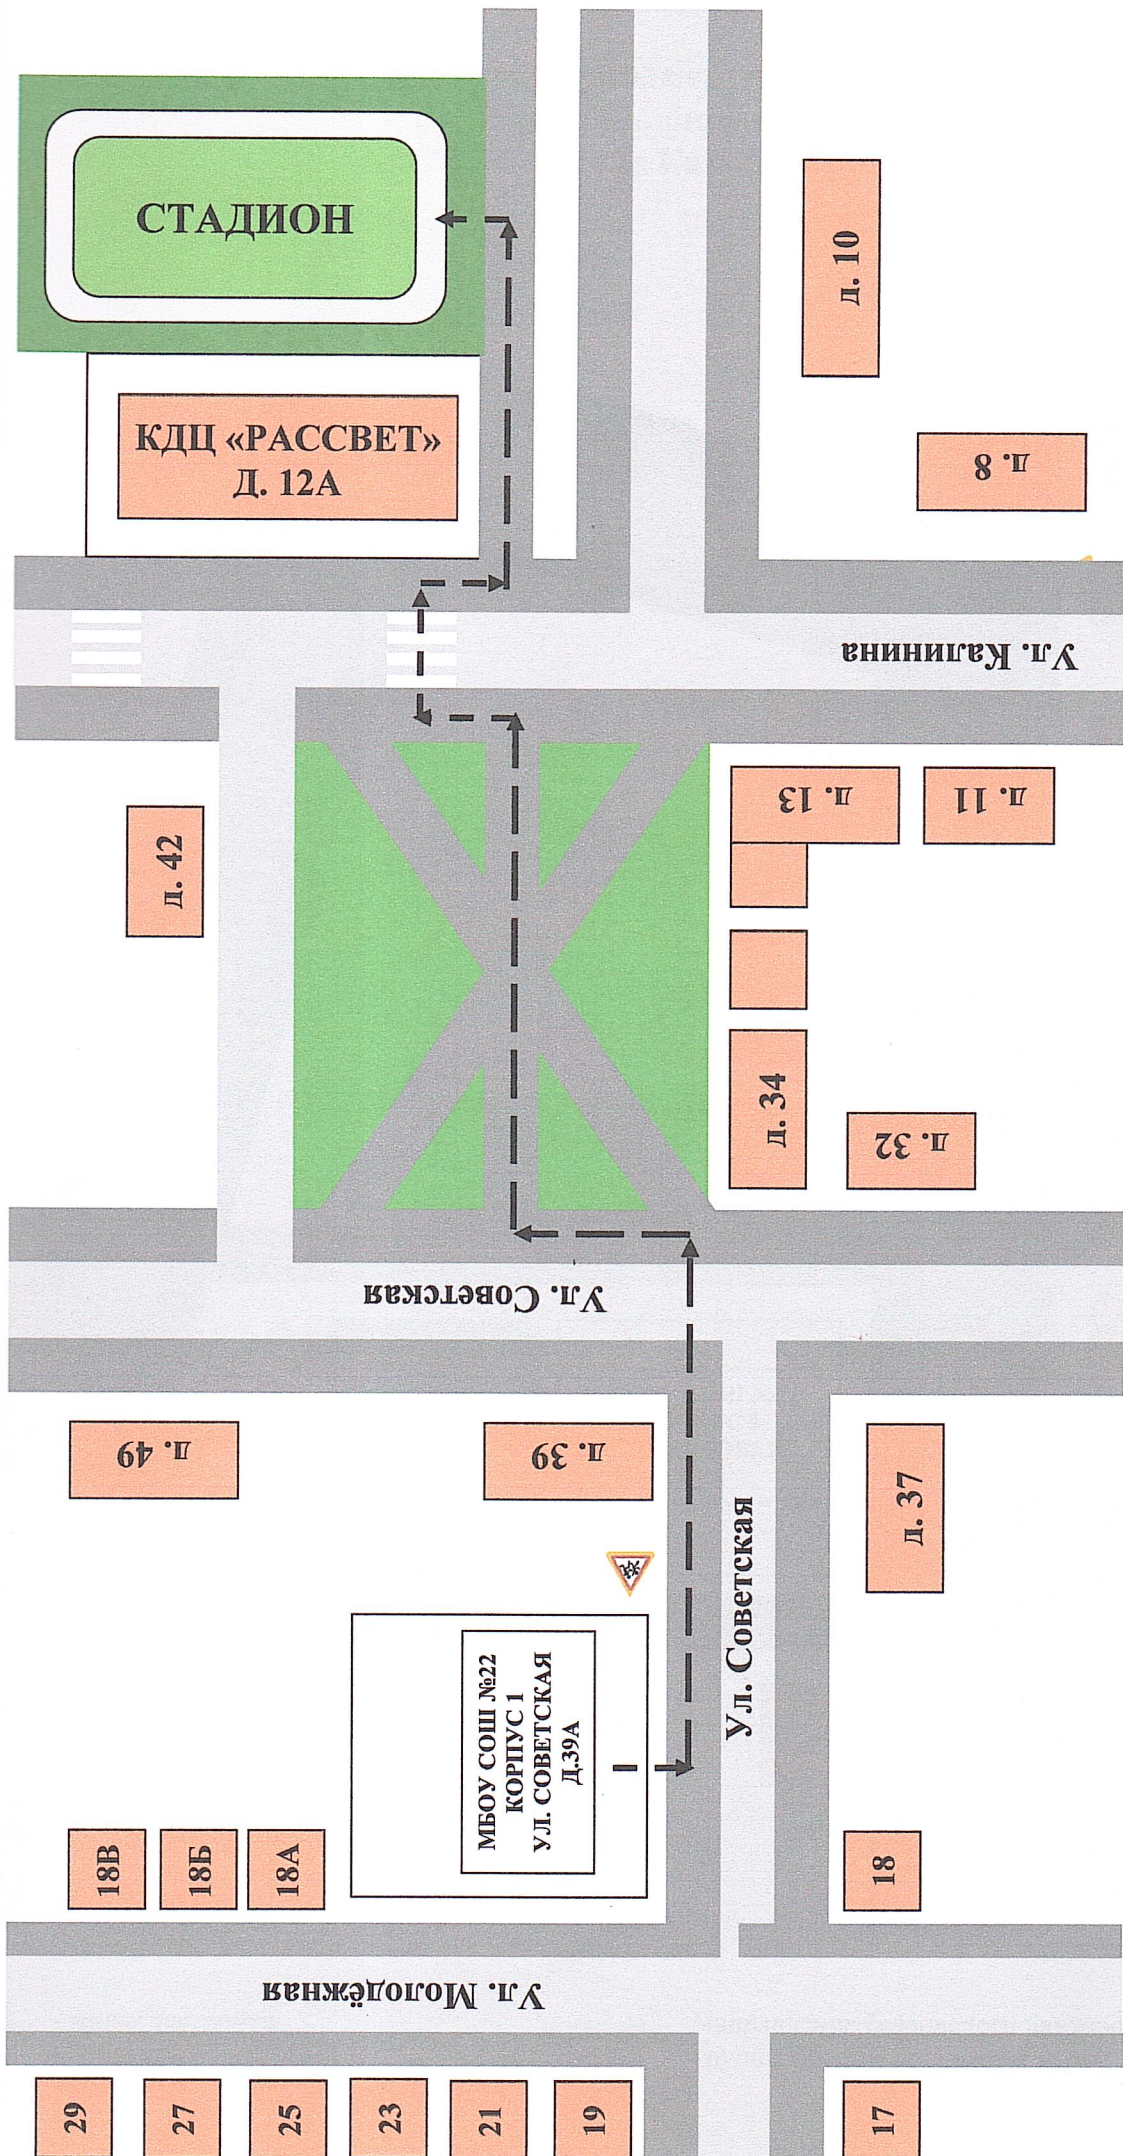 СТАДИОН
КДЦ «РАССВЕТ»
Д. 12А
д. 10
д. 8
Ул. Калинина
д. 42
д. 13
д. 11
д. 34
д. 32
Ул. Советская
д. 49
д. 39
д. 37
Ул. Советская
МБОУ СОШ №22
КОРПУС 1
УЛ. СОВЕТСКАЯ
Д.39А
18В
18Б
18А
18
Ул. Молодёжная
29
27
25
23
21
19
17